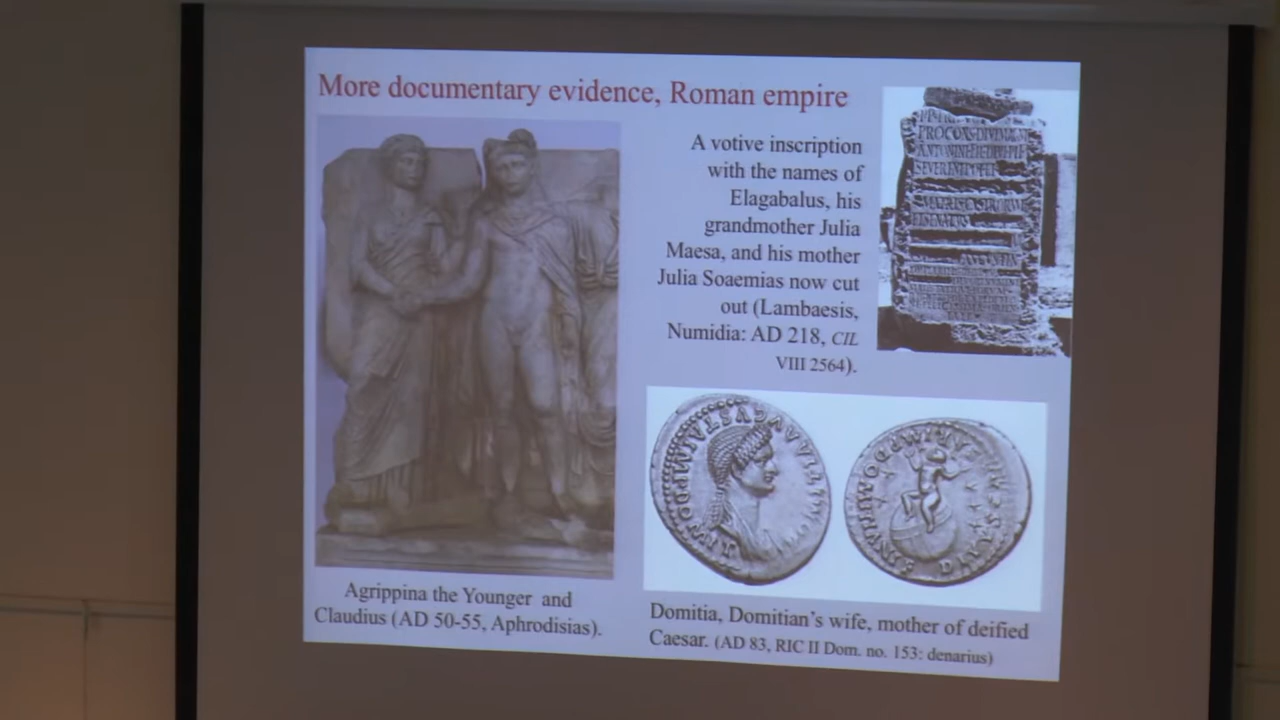 More documentary evidence, Roman empire
A votive inscription
with the names of
Elagabalus, his
grandmother Julia
Maesa, and his mother
Julia Soaemias now cut
out (Lambaesis,
Numidia: AD 218, CIL
VIII 2564).
Agrippina the Younger and
Claudius (AD 50-55, Aphrodisias).
Domitia, Domitian's wife, mother of deified
Caesar. (AD 83, RIC II Dom. no. 153: denarius)